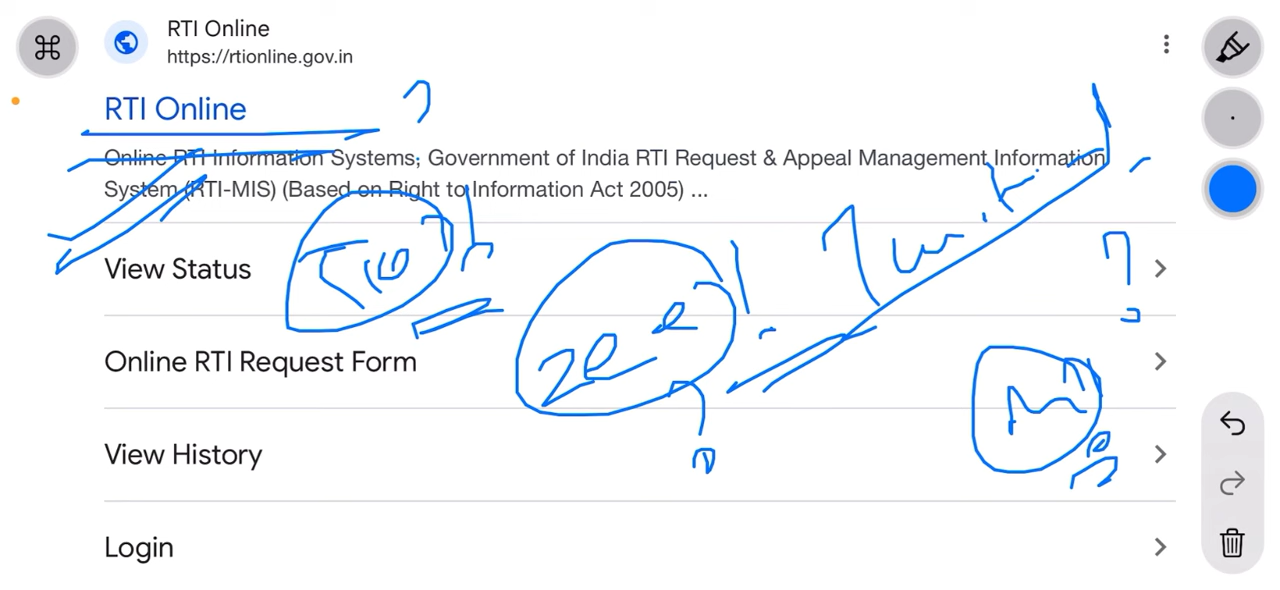 RTI Online
https://rtionline.gov.in
RTI Online
Online RTI Information Systems; Government of India RTI Request & Appeal Management Information
System (RTI-MIS) (Based on Right to Information Act 2005) ...
View Status
Online RTI Request Form
View History
Login